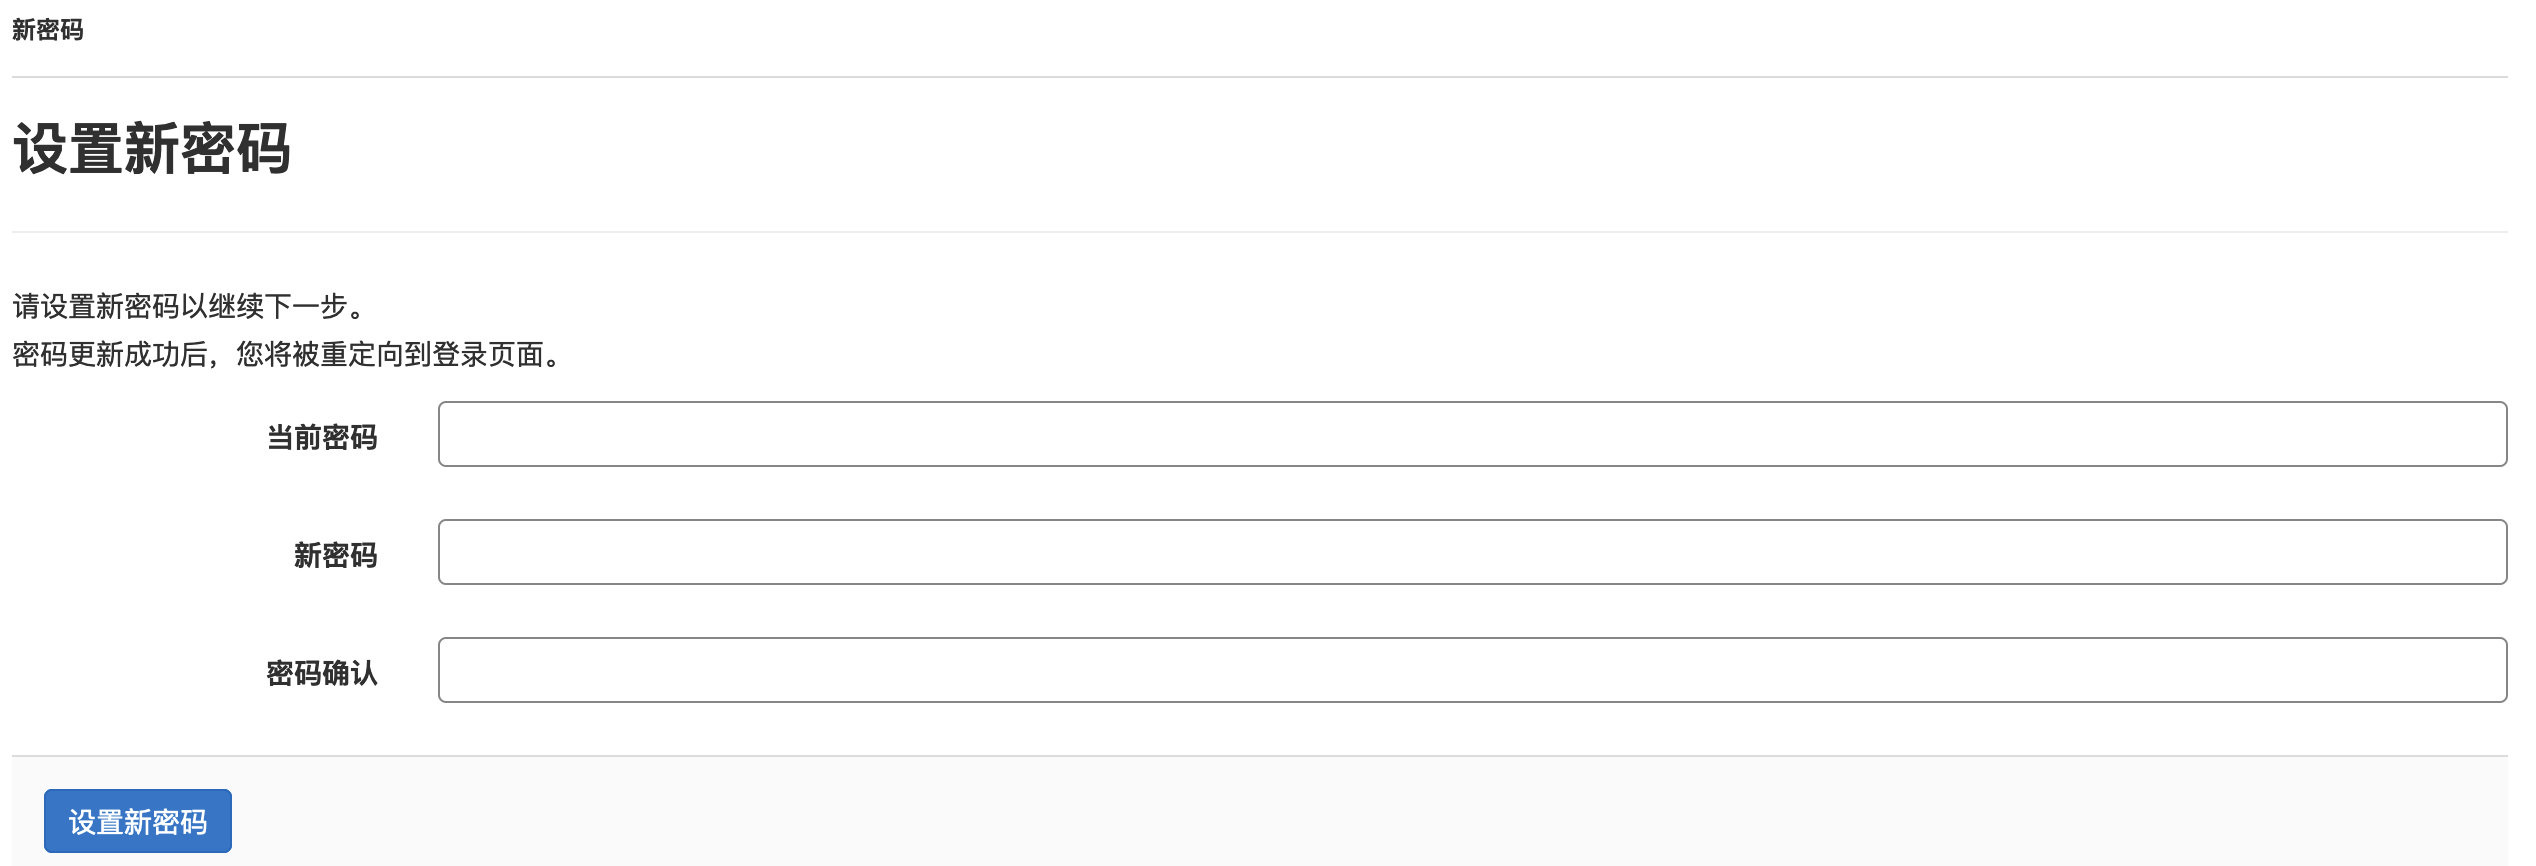 新密码
设置新密码
请设置新密码以继续下一步。
密码更新成功后，您将被重定向到登录页面。
当前密码
新密码
密码确认
设置新密码